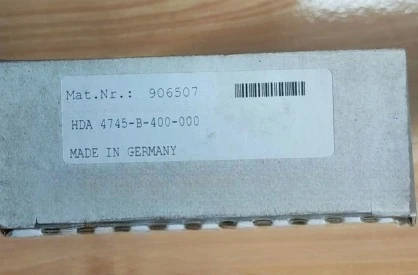 Mat.Nr.: 906507
HDA 4745-B-400-000
MADE IN GERMANY